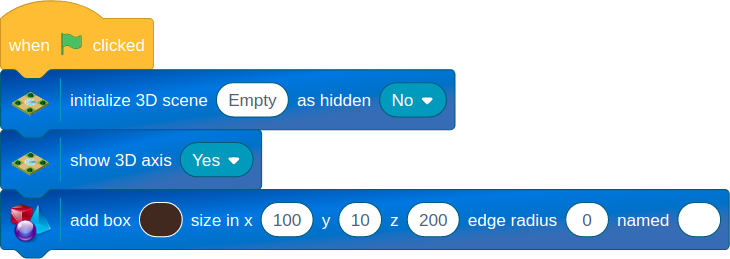 when clicked
initialize 3D scene Empty as hidden No
show 3D axis Yes
add box size in x 100 y 10 z 200 edge radius 0 named